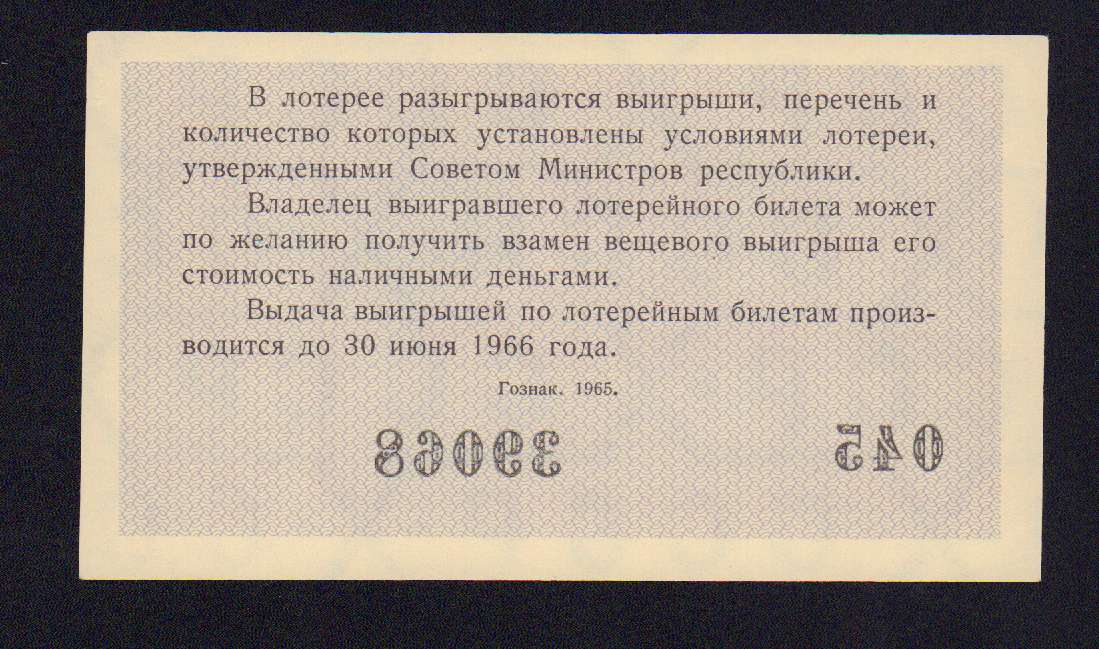 В лотерее разыгрываются выигрыши, перечень и
количество которых установлены условиями лотереи,
утвержденными Советом Министров республики.
Владелец выигравшего лотерейного билета может
по желанию получить взамен вещевого выигрыша его
стоимость наличными деньгами.
Выдача выигрышей по лотерейным билетам произ-
водится до 30 июня 1966 года.
Гознак. 1965.
045 39068